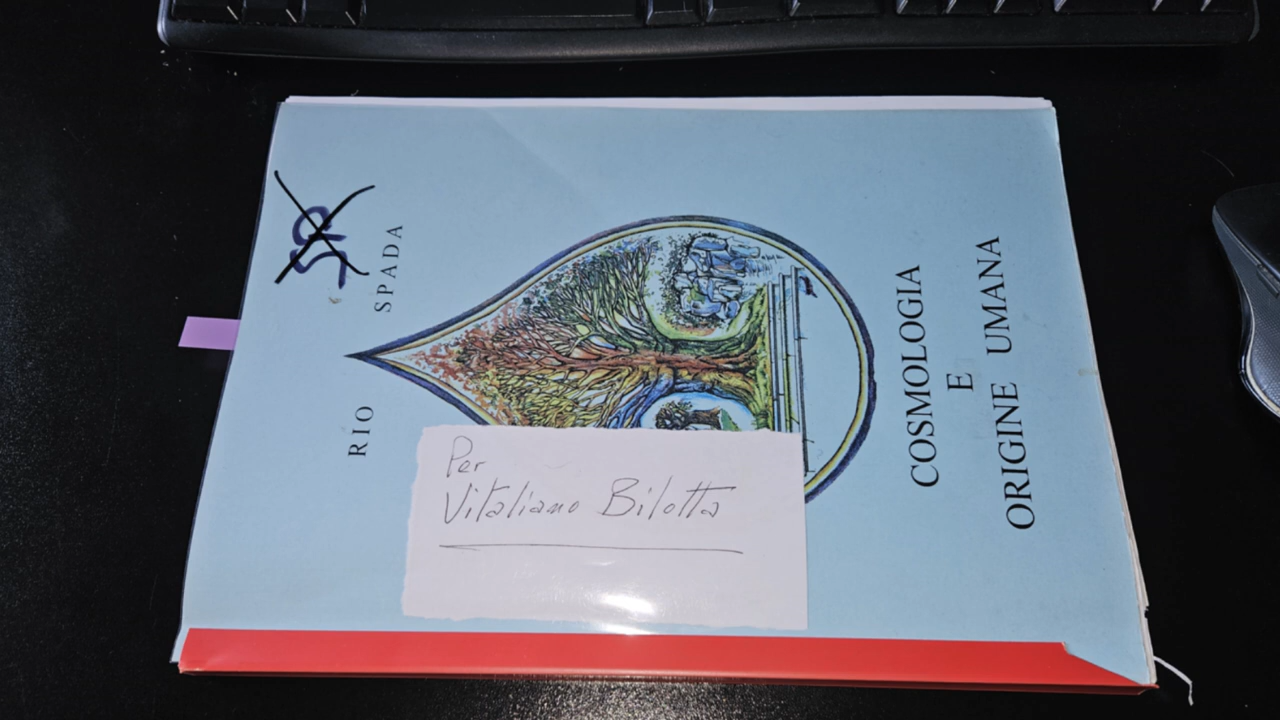 RIO SPADA
COSMOLOGIA
E
ORIGINE UMANA
Per
Vitaliano Bilotta